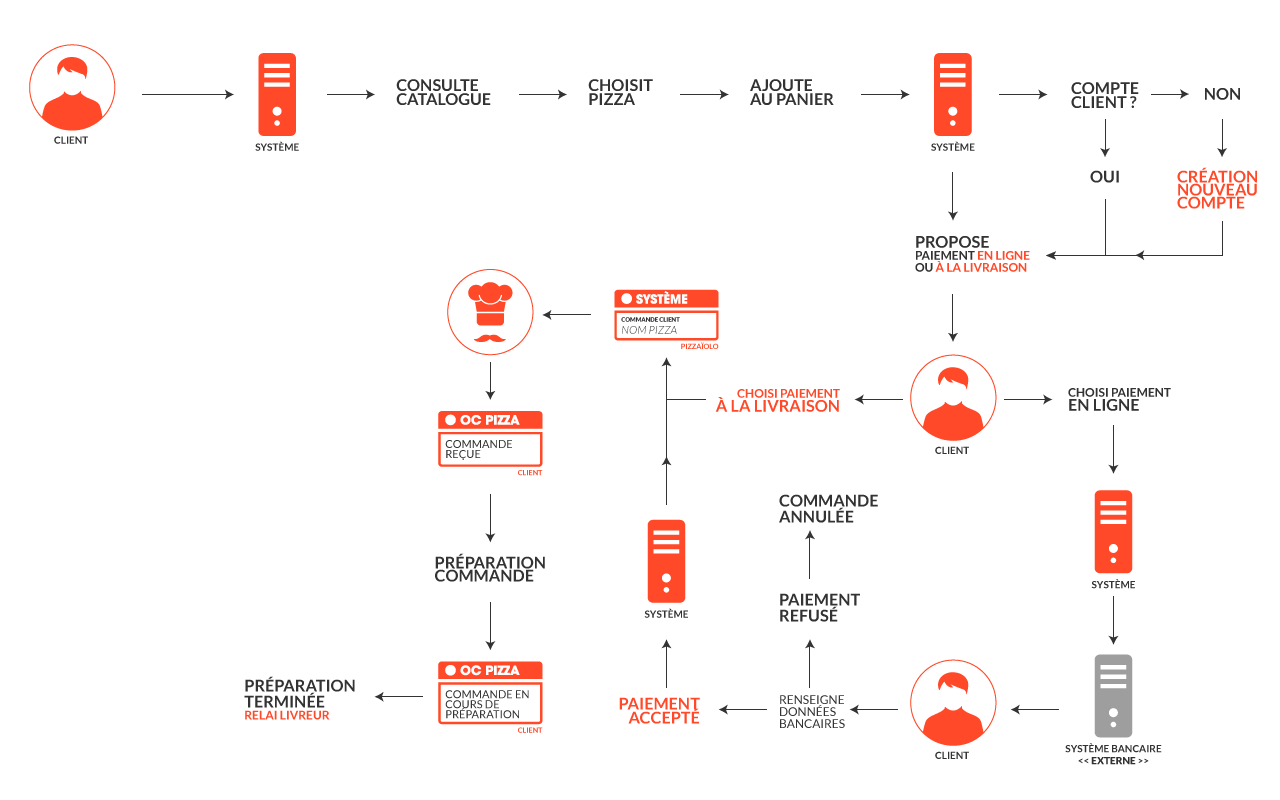 CLIENT
SYSTÈME
CONSULTE
CATALOGUE
CHOISIT
PIZZA
AJOUTE
AU PANIER
SYSTÈME
COMPTE
CLIENT ?
NON
OUI
CRÉATION
NOUVEAU
COMPTE
PROPOSE
PAIEMENT EN LIGNE
OU À LA LIVRAISON
SYSTÈME
COMMANDE CLIENT
NOM PIZZA
PIZZAÏOLO
CHOISI PAIEMENT
À LA LIVRAISON
CLIENT
CHOISI PAIEMENT
EN LIGNE
OC PIZZA
COMMANDE
REÇUE
CLIENT
COMMANDE
ANNULÉE
PRÉPARATION
COMMANDE
SYSTÈME
PAIEMENT
REFUSÉ
SYSTÈME
OC PIZZA
COMMANDE EN
COURS DE
PRÉPARATION
CLIENT
PRÉPARATION
TERMINÉE
RELAI LIVREUR
PAIEMENT
ACCEPTÉ
RENSEIGNE
DONNÉES
BANCAIRES
CLIENT
SYSTÈME BANCAIRE
<< EXTERNE >>